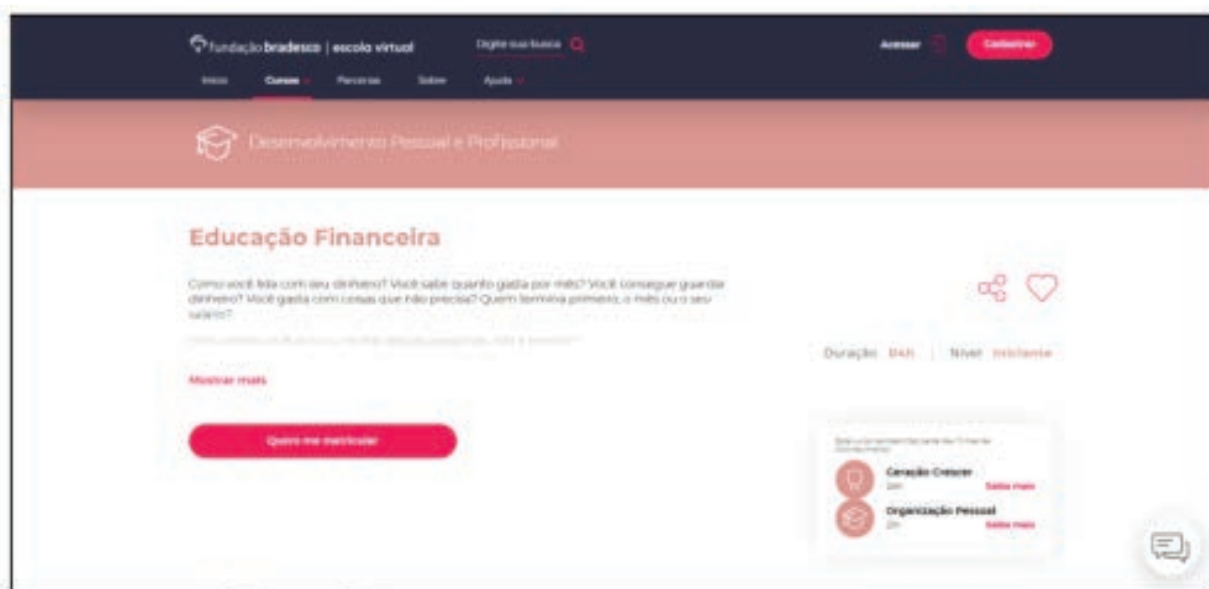 fundação bradesco | escola virtual
Digite sua busca
Acessar
Cadastrar
Início Cursos Parcerias Sobre Ajuda
Desenvolvimento Pessoal e Profissional
Educação Financeira
Como você lida com seu dinheiro? Você sabe quanto gasta por mês? Você consegue guardar
dinheiro? Você gasta com coisas que não precisa? Quem termina primeiro, o mês ou o seu
salário?
Duração Nível Iniciante
Mostrar mais
Quero me matricular
Geração Crescer
Saiba mais
Organização Pessoal
Saiba mais